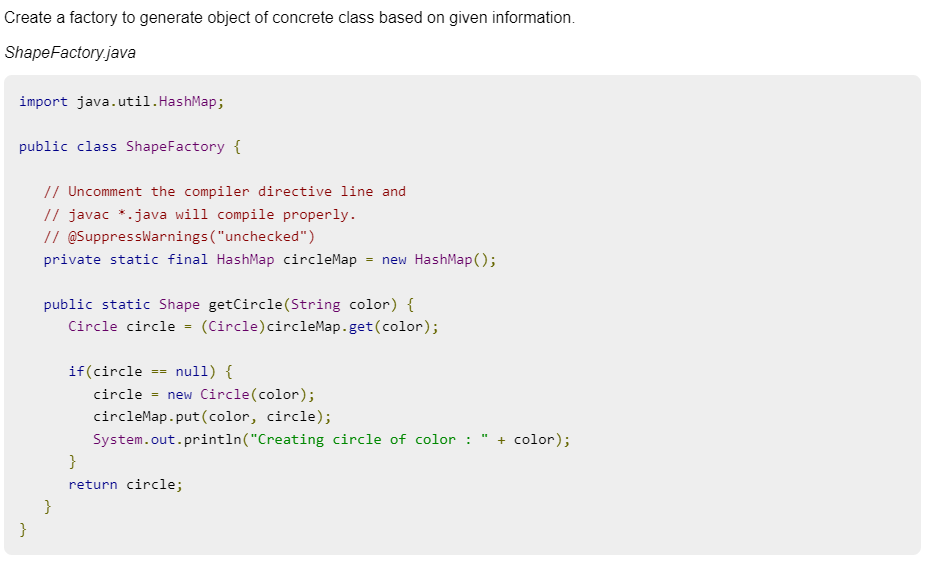 Create a factory to generate object of concrete class based on given information.
ShapeFactory.java
import java.util.HashMap;
public class ShapeFactory {
// Uncomment the compiler directive line and
// javac *.java will compile properly.
// @SuppressWarnings("unchecked")
private static final HashMap circleMap = new HashMap();
public static Shape getCircle(String color) {
Circle circle = (Circle)circleMap.get(color);
if(circle == null) {
circle = new Circle(color);
circleMap.put(color, circle);
System.out.println("Creating circle of color : " + color);
}
return circle;
}
}